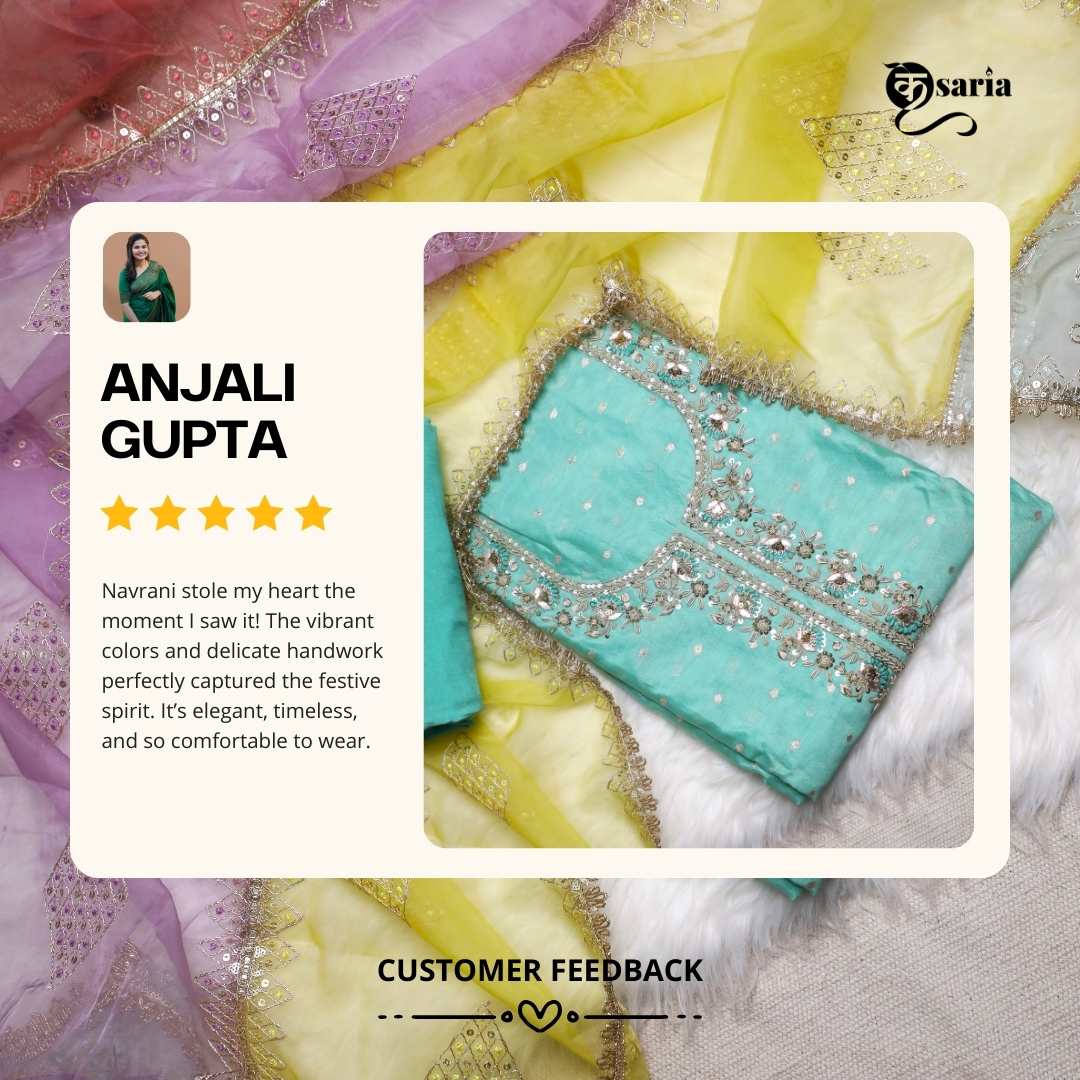 कsaria
ANJALI
GUPTA
Navrani stole my heart the
moment I saw it! The vibrant
colors and delicate handwork
perfectly captured the festive
spirit. It’s elegant, timeless,
and so comfortable to wear.
CUSTOMER FEEDBACK